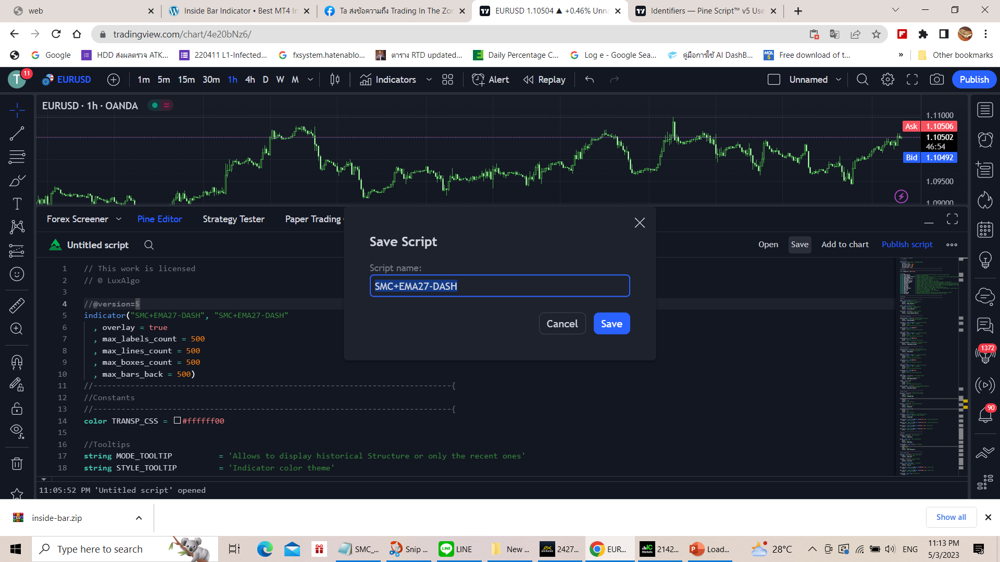 web
Inside Bar Indicator • Best MT4 In
Ta ส่งข้อความถึง Trading In The Zo
EURUSD 1.10504 ▲ +0.46% Unna
Identifiers — Pine Script™ v5 Use
tradingview.com/chart/4e20bNz6/
Google
HDD ส่งผลตรวจ ATK...
220411 L1-Infected...
fxsystem.hatenablo...
ตาราง RTD updated...
Daily Percentage C...
Log e - Google Sea...
คู่มือการใช้ AI DashB...
Free download of t...
»
Other bookmarks
T
11
EURUSD
1m 5m 15m 30m 1h 4h D W M
Indicators
Alert
Replay
Unnamed
Publish
EURUSD · 1h · OANDA
1.11000
Ask 1.10506
1.10502
46:54
Bid 1.10492
1.09500
1.09000
Forex Screener
Pine Editor
Strategy Tester
Paper Trading
Untitled script
Open
Save
Add to chart
Publish script
Save Script
Script name:
SMC+EMA27-DASH
Cancel
Save
1 // This work is licensed
2 // © LuxAlgo
3
4 //@version=5
5 indicator("SMC+EMA27-DASH", "SMC+EMA27-DASH"
6 , overlay = true
7 , max_labels_count = 500
8 , max_lines_count = 500
9 , max_boxes_count = 500
10 , max_bars_back = 500)
11 //-----------------------------------------------------------------------------{
12 //Constants
13 //-----------------------------------------------------------------------------{
14 color TRANSP_CSS = #ffffff00
15
16 //Tooltips
17 string MODE_TOOLTIP = 'Allows to display historical Structure or only the recent ones'
18 string STYLE_TOOLTIP = 'Indicator color theme'
11:05:52 PM 'Untitled script' opened
1372
90
inside-bar.zip
Show all
Type here to search
SMC_...
Snip ...
LINE
New ...
2427...
EUR...
2142...
Load...
28°C
ENG
11:13 PM
5/3/2023